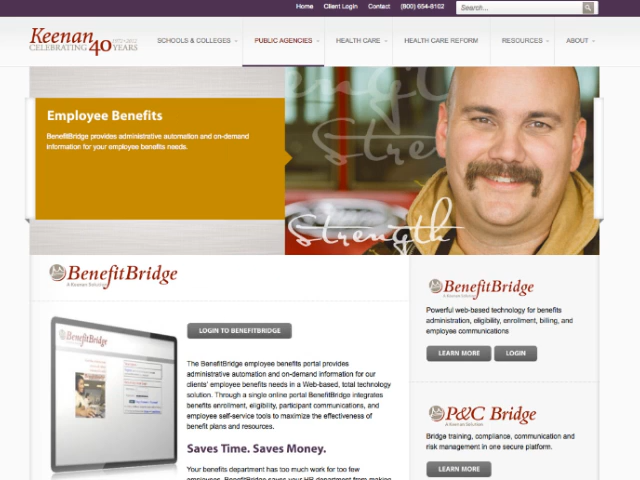 Home
Client Login
Contact
(800) 654-8102
Search...
Keenan
CELEBRATING 40 YEARS
SCHOOLS & COLLEGES
PUBLIC AGENCIES
HEALTH CARE
HEALTH CARE REFORM
RESOURCES
ABOUT
Employee Benefits
BenefitBridge provides administrative automation and on-demand
information for your employee benefits needs.
Strength
Strength
BenefitBridge
A Keenan Solution
LOGIN TO BENEFITBRIDGE
BenefitBridge
The BenefitBridge employee benefits portal provides
administrative automation and on-demand information for our
clients' employee benefits needs in a Web-based, total technology
solution. Through a single online portal BenefitBridge integrates
benefits enrollment, eligibility, participant communications, and
employee self-service tools to maximize the effectiveness of
benefit plans and resources.
Saves Time. Saves Money.
Your benefits department has too much work for too few
employees. BenefitBridge saves your HR department from making
BenefitBridge
A Keenan Solution
Powerful web-based technology for benefits
administration, eligibility, enrollment, billing, and
employee communications
LEARN MORE
LOGIN
P&C Bridge
A Keenan Solution
Bridge training, compliance, communication and
risk management in one secure platform.
LEARN MORE